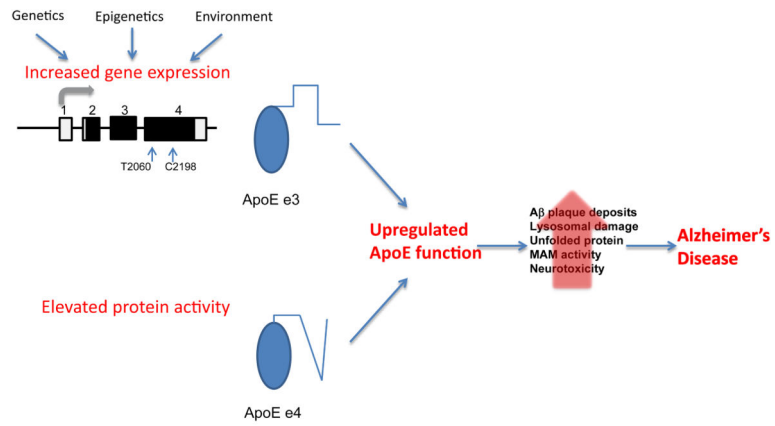 Genetics Epigenetics Environment
Increased gene expression
1 2 3 4
T2060 C2198
ApoE e3
Upregulated
ApoE function
Aβ plaque deposits
Lysosomal damage
Unfolded protein
MAM activity
Neurotoxicity
Alzheimer's
Disease
Elevated protein activity
ApoE e4